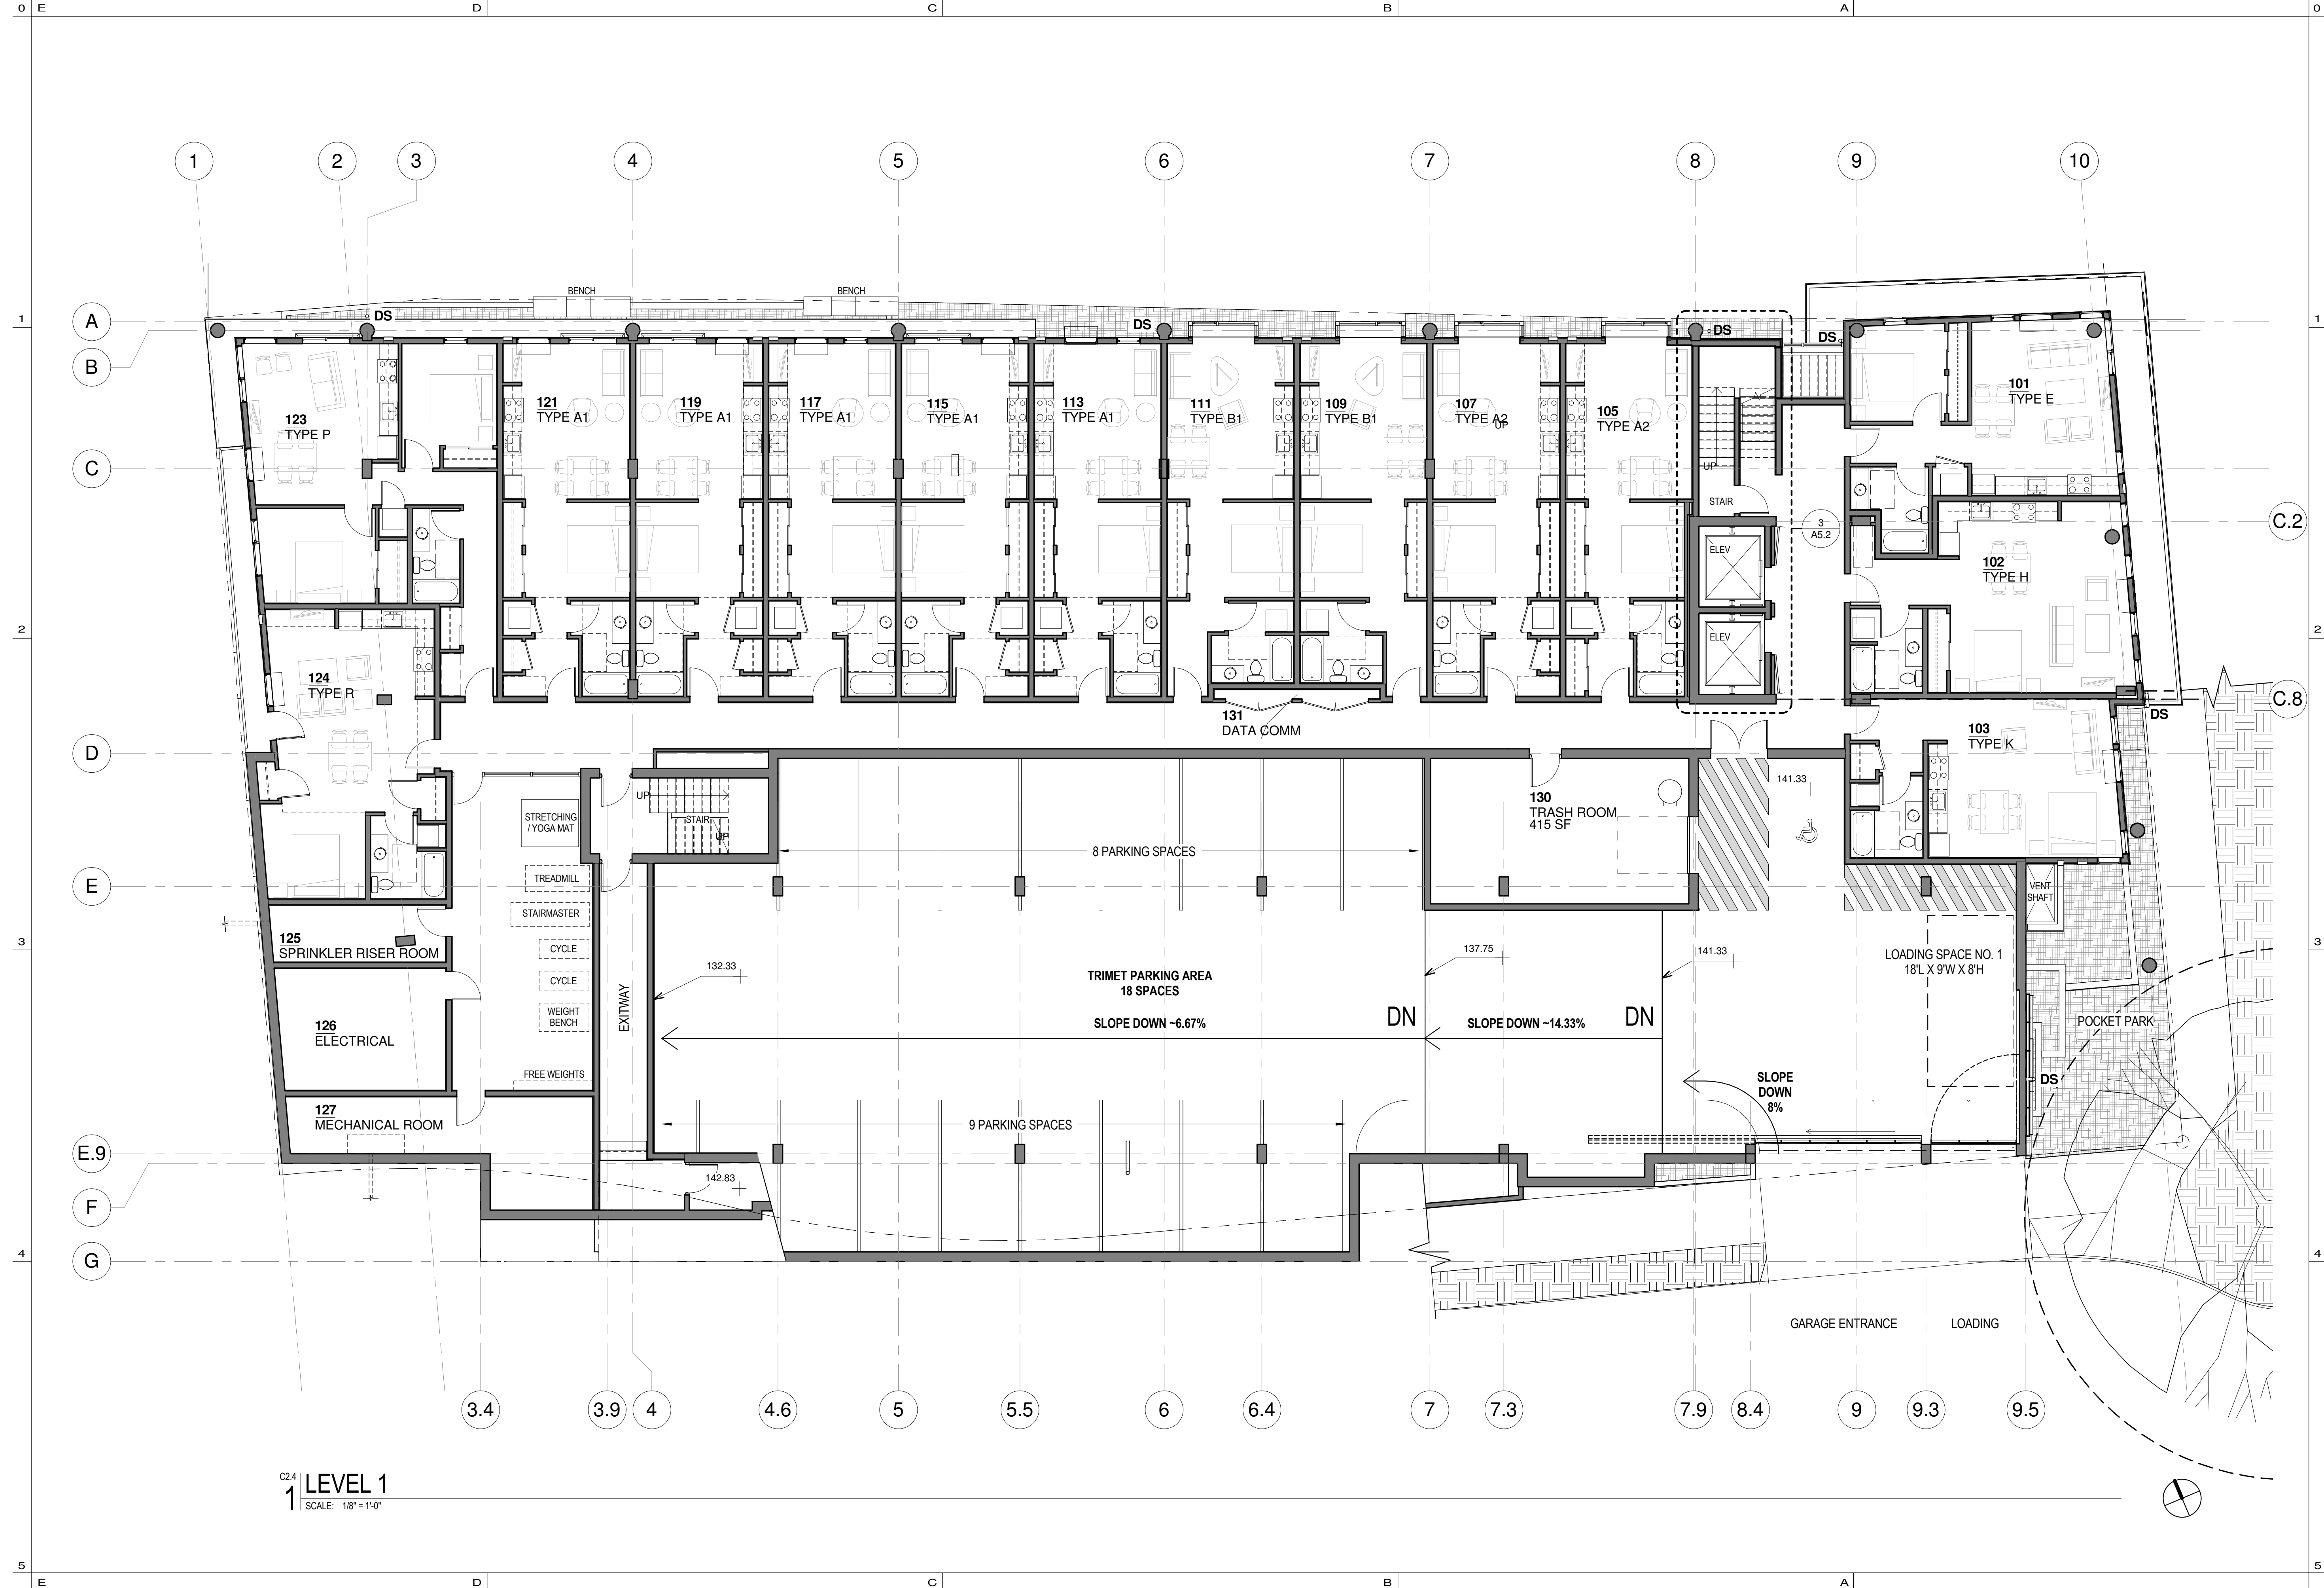 0 E D C B A 0
1 2 3 4 5 6 7 8 9 10
BENCH BENCH
A
1 1
DS DS DS DS
B
101
TYPE E
121
TYPE A1
119
TYPE A1
117
TYPE A1
115
TYPE A1
113
TYPE A1
111
TYPE B1
109
TYPE B1
107
TYPE A2
UP
105
TYPE A2
123
TYPE P
C
UP
STAIR
3
A5.2
C.2
ELEV
102
TYPE H
2 2
ELEV
124
TYPE R
C.8
131
DATA COMM
DS
103
TYPE K
D
141.33
UP
STAIR
UP
STRETCHING
/ YOGA MAT
130
TRASH ROOM
415 SF
8 PARKING SPACES
TREADMILL
E
VENT
SHAFT
STAIRMASTER
125
SPRINKLER RISER ROOM
3 3
CYCLE
137.75
141.33
LOADING SPACE NO. 1
18'L X 9'W X 8'H
132.33
TRIMET PARKING AREA
18 SPACES
CYCLE
EXITWAY
WEIGHT
BENCH
126
ELECTRICAL
SLOPE DOWN ~6.67%
DN
SLOPE DOWN ~14.33%
DN
POCKET PARK
FREE WEIGHTS
SLOPE
DOWN
8%
DS
127
MECHANICAL ROOM
9 PARKING SPACES
E.9
142.83
F
4 4
G
GARAGE ENTRANCE LOADING
3.4 3.9 4 4.6 5 5.5 6 6.4 7 7.3 7.9 8.4 9 9.3 9.5
C2.4
1
LEVEL 1
SCALE: 1/8" = 1'-0"
5 5
E D C B A